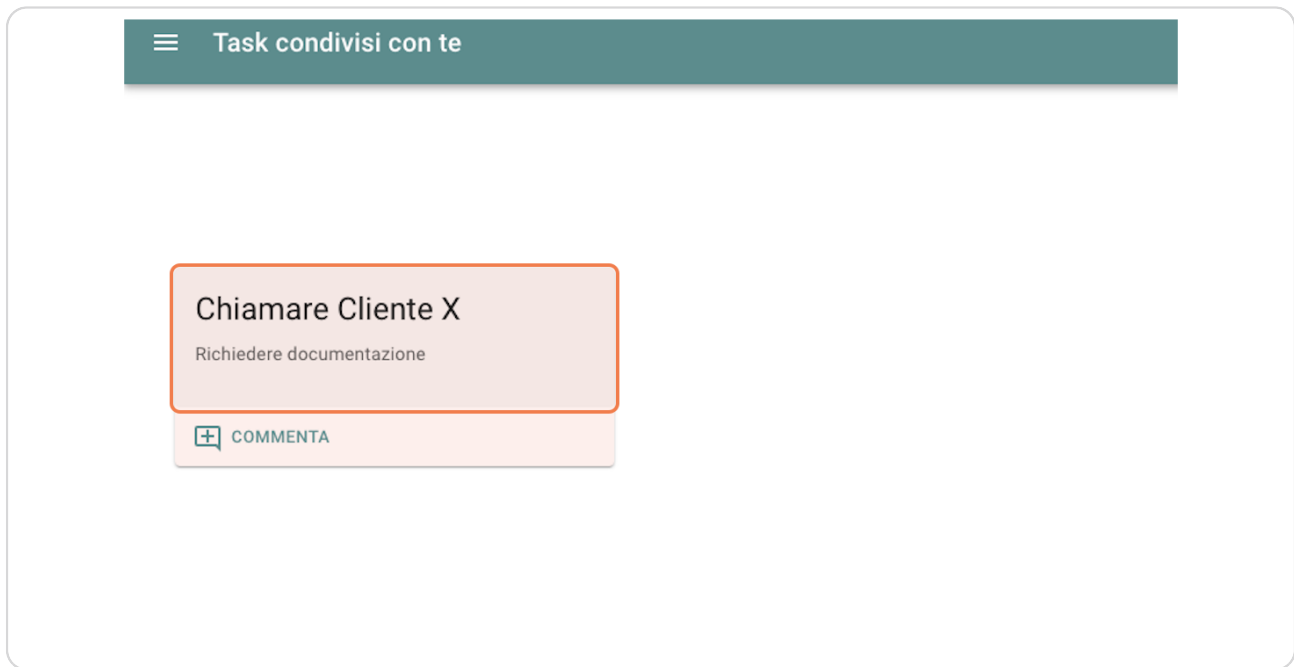 Task condivisi con te
Chiamare Cliente X
Richiedere documentazione
COMMENTA